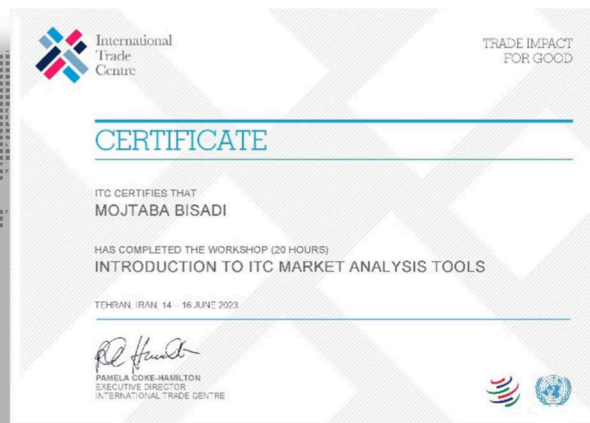 International
Trade
Centre
TRADE IMPACT
FOR GOOD
CERTIFICATE
ITC CERTIFIES THAT
MOJTABA BISADI
HAS COMPLETED THE WORKSHOP (20 HOURS)
INTRODUCTION TO ITC MARKET ANALYSIS TOOLS
TEHRAN, IRAN, 14 – 16 JUNE 2023
PAMELA COKE-HAMILTON
EXECUTIVE DIRECTOR
INTERNATIONAL TRADE CENTRE